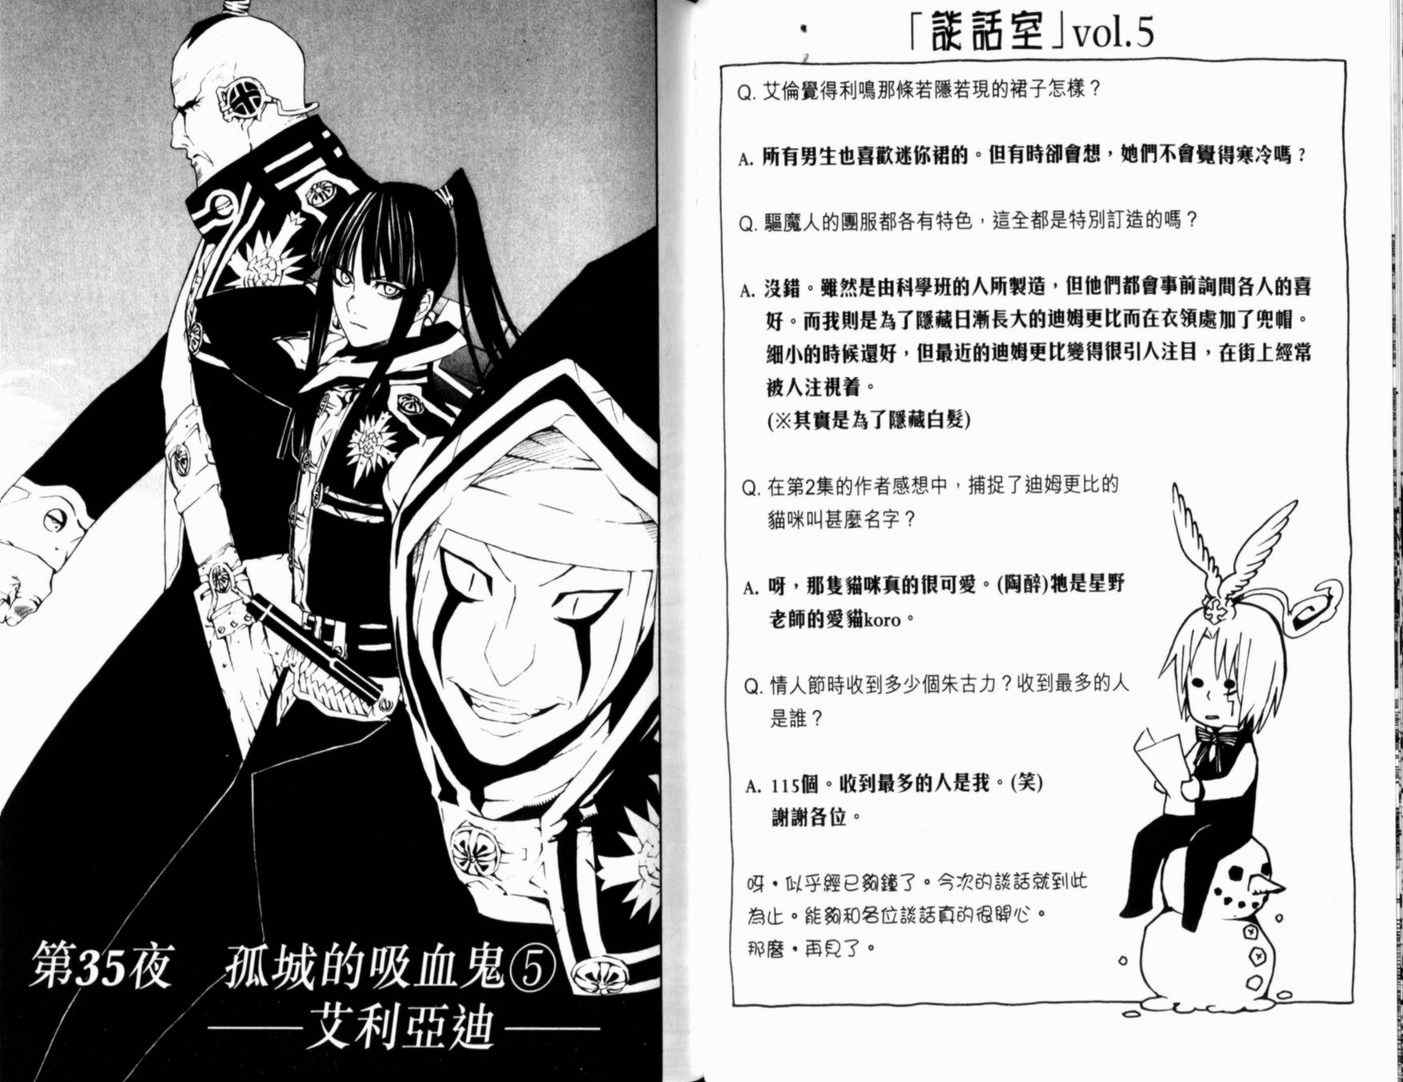 第35夜　孤城的吸血鬼⑤
——艾利亞迪——
「談話室」vol.5
Q. 艾倫覺得利鳴那條若隱若現的裙子怎樣？
A. 所有男生也喜歡迷你裙的。但有時卻會想，她們不會覺得寒冷嗎？
Q. 驅魔人的團服都各有特色，這全都是特別訂造的嗎？
A. 沒錯。雖然是由科學班的人所製造，但他們都會事前詢問各人的喜
好。而我則是為了隱藏日漸長大的迪姆更比而在衣領處加了兜帽。
細小的時候還好，但最近的迪姆更比變得很引人注目，在街上經常
被人注視着。
(※其實是為了隱藏白髮)
Q. 在第2集的作者感想中，捕捉了迪姆更比的
貓咪叫甚麼名字？
A. 呀，那隻貓咪真的很可愛。(陶醉)牠是星野
老師的愛貓koro。
Q. 情人節時收到多少個朱古力？收到最多的人
是誰？
A. 115個。收到最多的人是我。(笑)
謝謝各位。
呀，似乎經已夠鐘了。今次的談話就到此
為止。能夠和各位談話真的很開心。
那麼，再見了。